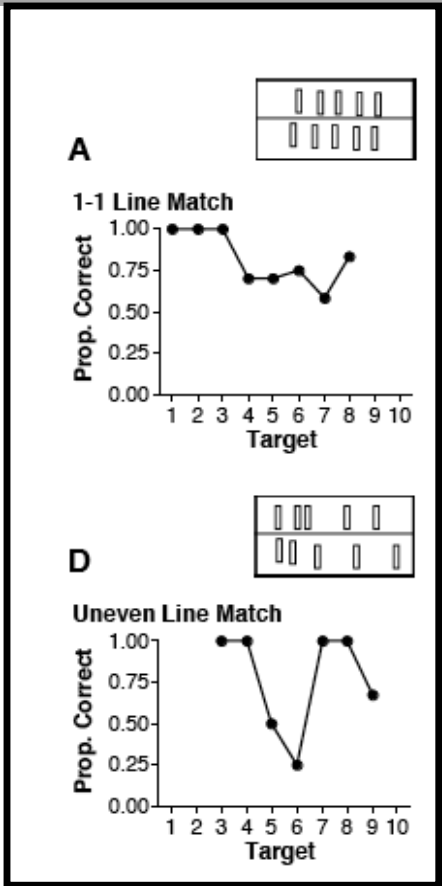 A
1-1 Line Match
Prop. Correct
1.00
0.75
0.50
0.25
0.00
1 2 3 4 5 6 7 8 9 10
Target
D
Uneven Line Match
Prop. Correct
1.00
0.75
0.50
0.25
0.00
1 2 3 4 5 6 7 8 9 10
Target